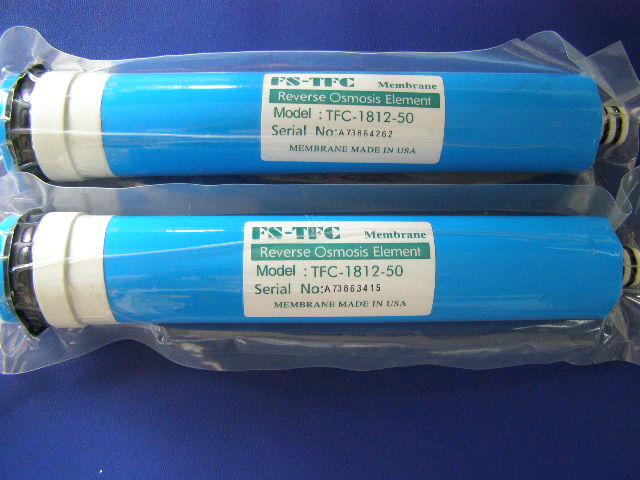 FS-TFC Membrane
Reverse Osmosis Element
Model : TFC-1812-50
Serial No:A73864262
MEMBRANE MADE IN USA
FS-TFC Membrane
Reverse Osmosis Element
Model : TFC-1812-50
Serial No:A73863415
MEMBRANE MADE IN USA